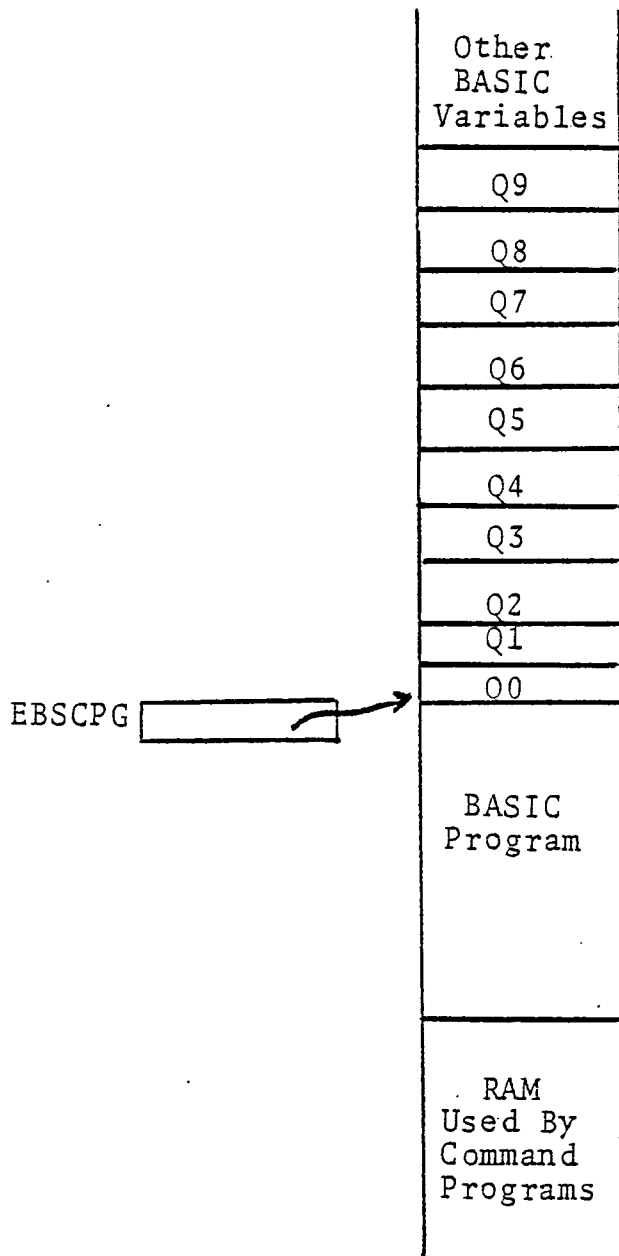 Other
BASIC
Variables
Q9
Q8
Q7
Q6
Q5
Q4
Q3
Q2
Q1
Q0
EBSCPG
BASIC
Program
RAM
Used By
Command
Programs